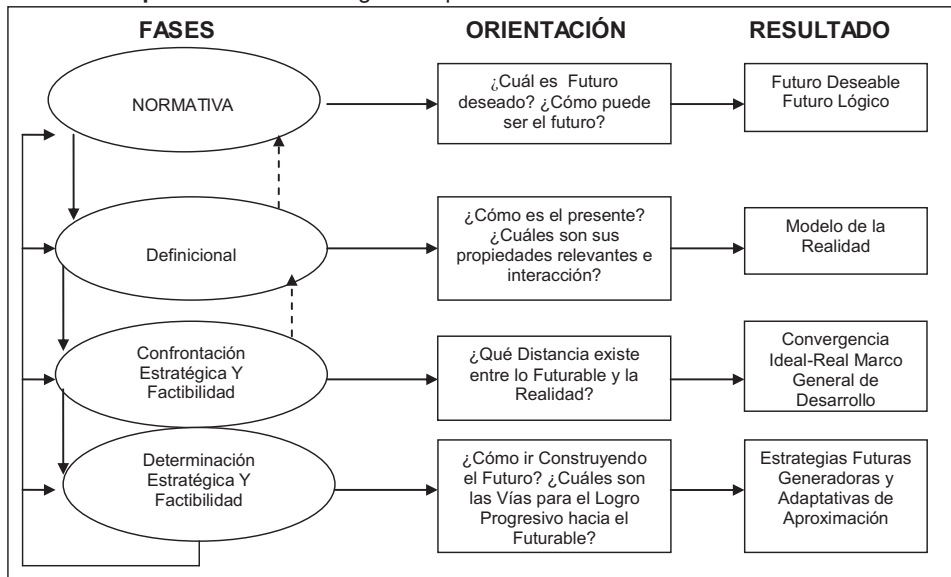 FASES ORIENTACIÓN RESULTADO
NORMATIVA
¿Cuál es Futuro
deseado? ¿Cómo puede
ser el futuro?
Futuro Deseable
Futuro Lógico
Definicional
¿Cómo es el presente?
¿Cuáles son sus
propiedades relevantes e
interacción?
Modelo de la
Realidad
Confrontación
Estratégica Y
Factibilidad
¿Qué Distancia existe
entre lo Futurable y la
Realidad?
Convergencia
Ideal-Real Marco
General de
Desarrollo
Determinación
Estratégica Y
Factibilidad
¿Cómo ir Construyendo
el Futuro? ¿Cuáles son
las Vías para el Logro
Progresivo hacia el
Futurable?
Estrategias Futuras
Generadoras y
Adaptativas de
Aproximación